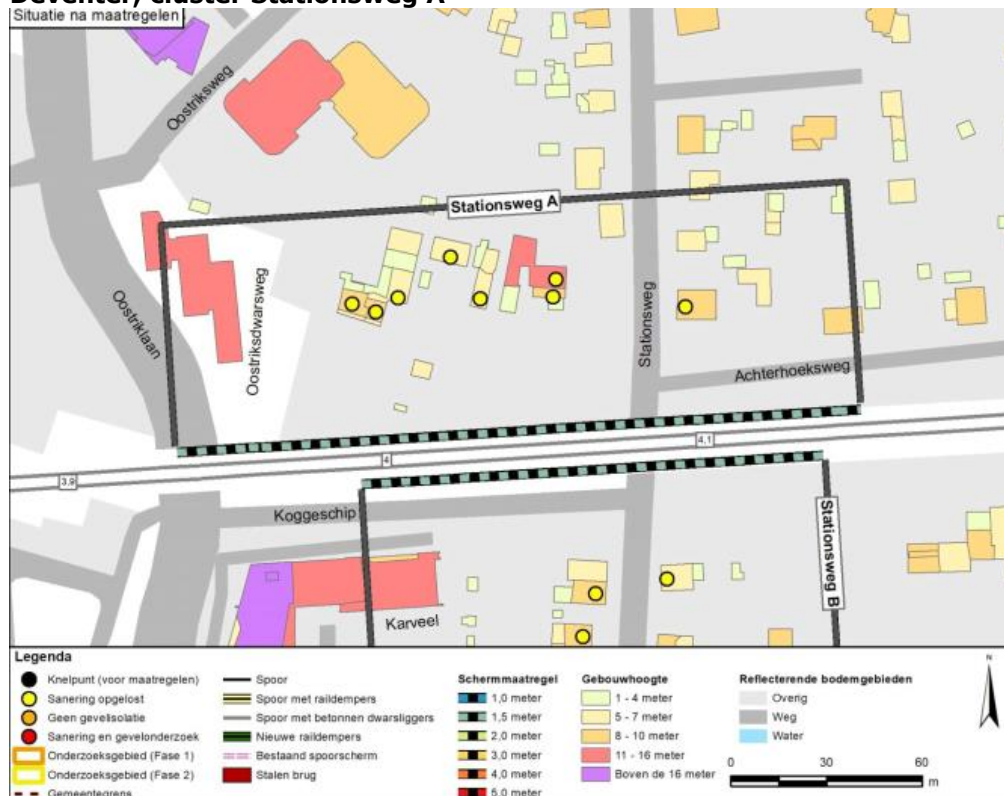 Deventer, cluster Stationsweg A
Situatie na maatregelen
Oostriksweg
Stationsweg A
Oostriklaan
Oostriksdwarsweg
Stationsweg
Achterhoeksweg
4,1
4
3,9
Koggeschip
Stationsweg B
Karveel
Legenda
Knelpunt (voor maatregelen)
Sanering opgelost
Geen gevelisolatie
Sanering en gevelonderzoek
Onderzoeksgebied (Fase 1)
Onderzoeksgebied (Fase 2)
Gemeentegrens
Spoor
Spoor met raildempers
Spoor met betonnen dwarsliggers
Nieuwe raildempers
Bestaand spoorscherm
Stalen brug
Schermmaatregel
1,0 meter
1,5 meter
2,0 meter
3,0 meter
4,0 meter
5,0 meter
Gebouwhoogte
1 - 4 meter
5 - 7 meter
8 - 10 meter
11 - 16 meter
Boven de 16 meter
Reflecterende bodemgebieden
Overig
Weg
Water
N
0 30 60
m